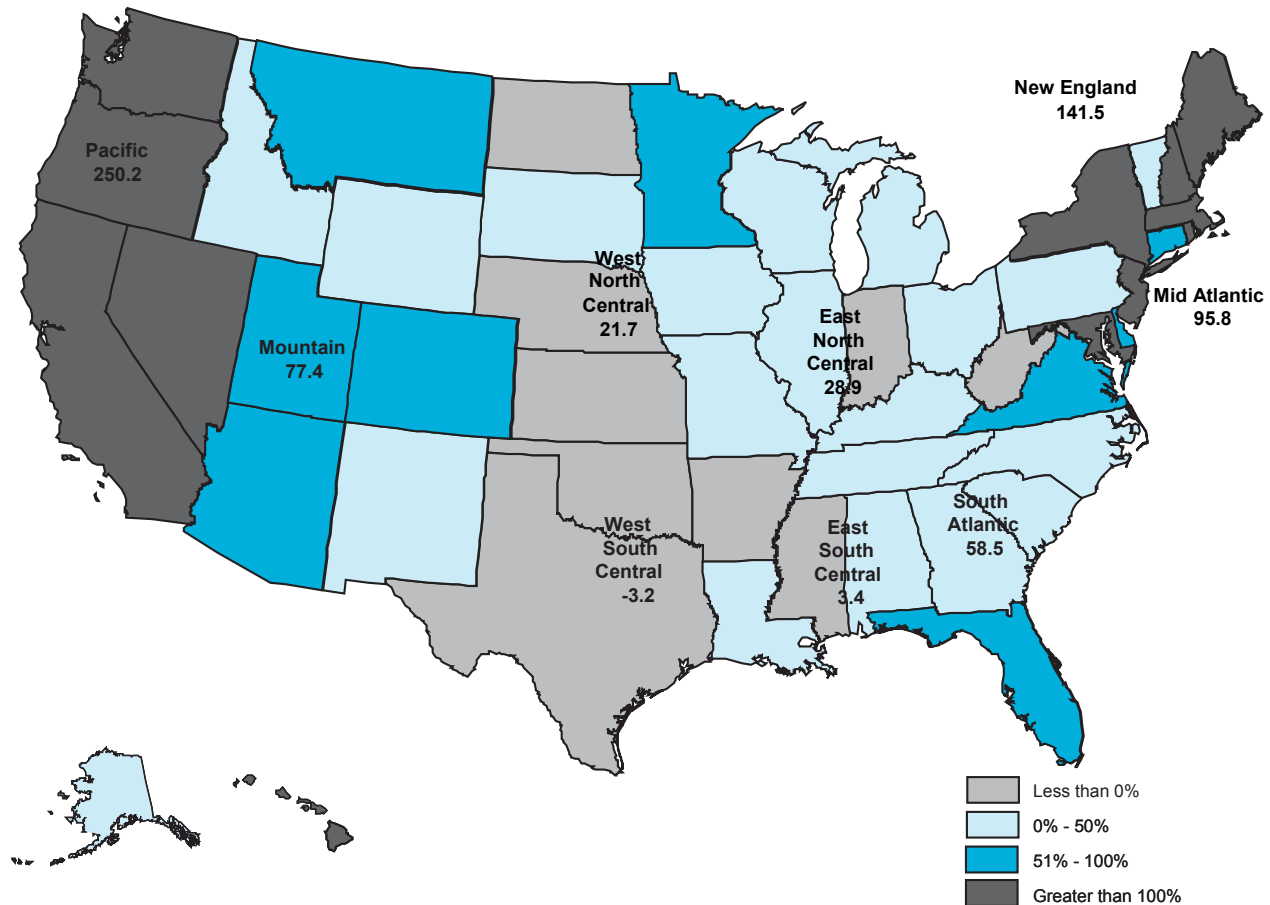 New England
141.5
Pacific
250.2
West
North
Central
21.7
Mid Atlantic
95.8
East
North
Central
28.9
Mountain
77.4
South
Atlantic
58.5
West
South
Central
-3.2
East
South
Central
3.4
Less than 0%
0% - 50%
51% - 100%
Greater than 100%